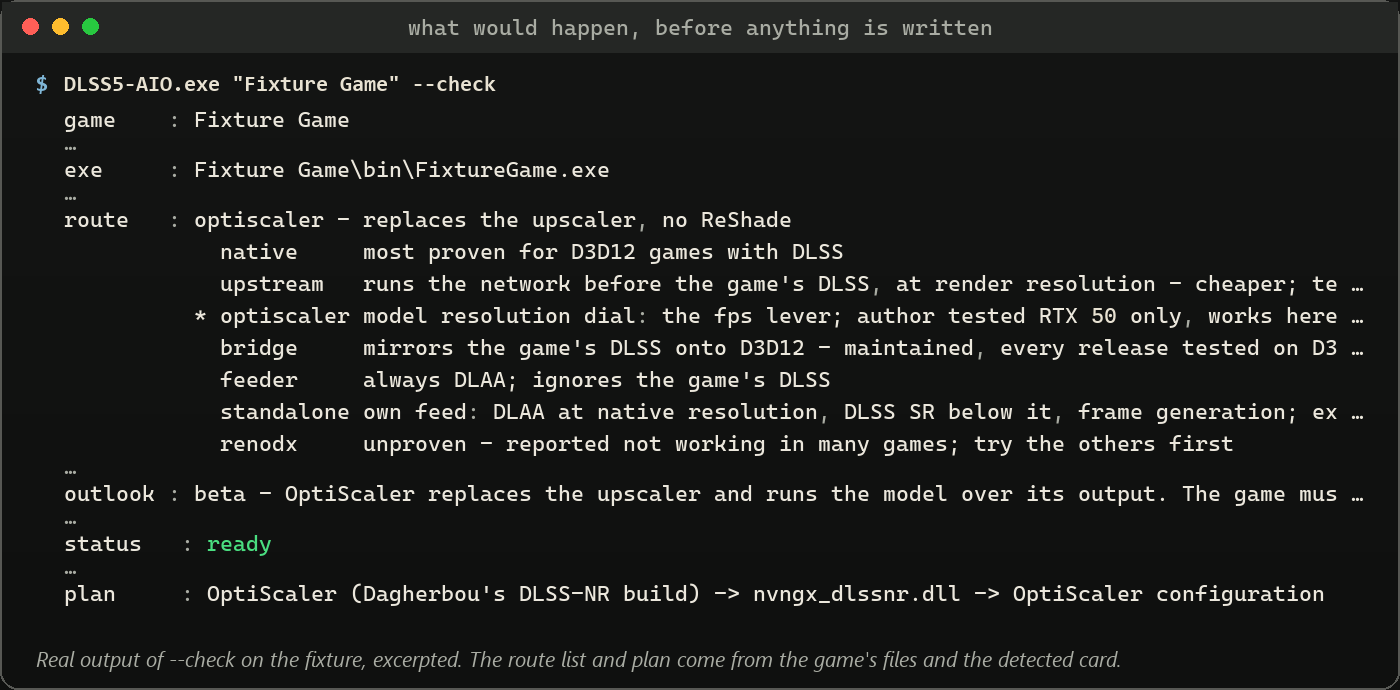 what would happen, before anything is written
$ DLSS5-AIO.exe "Fixture Game" --check
game : Fixture Game
…
exe : Fixture Game\bin\FixtureGame.exe
…
route : optiscaler — replaces the upscaler, no ReShade
native most proven for D3D12 games with DLSS
upstream runs the network before the game's DLSS, at render resolution — cheaper; te …
* optiscaler model resolution dial: the fps lever; author tested RTX 50 only, works here …
bridge mirrors the game's DLSS onto D3D12 — maintained, every release tested on D3 …
feeder always DLAA; ignores the game's DLSS
standalone own feed: DLAA at native resolution, DLSS SR below it, frame generation; ex …
renodx unproven — reported not working in many games; try the others first
…
outlook : beta — OptiScaler replaces the upscaler and runs the model over its output. The game mus …
…
status : ready
…
plan : OptiScaler (Dagherbou's DLSS-NR build) -> nvngx_dlssnr.dll -> OptiScaler configuration
Real output of --check on the fixture, excerpted. The route list and plan come from the game's files and the detected card.